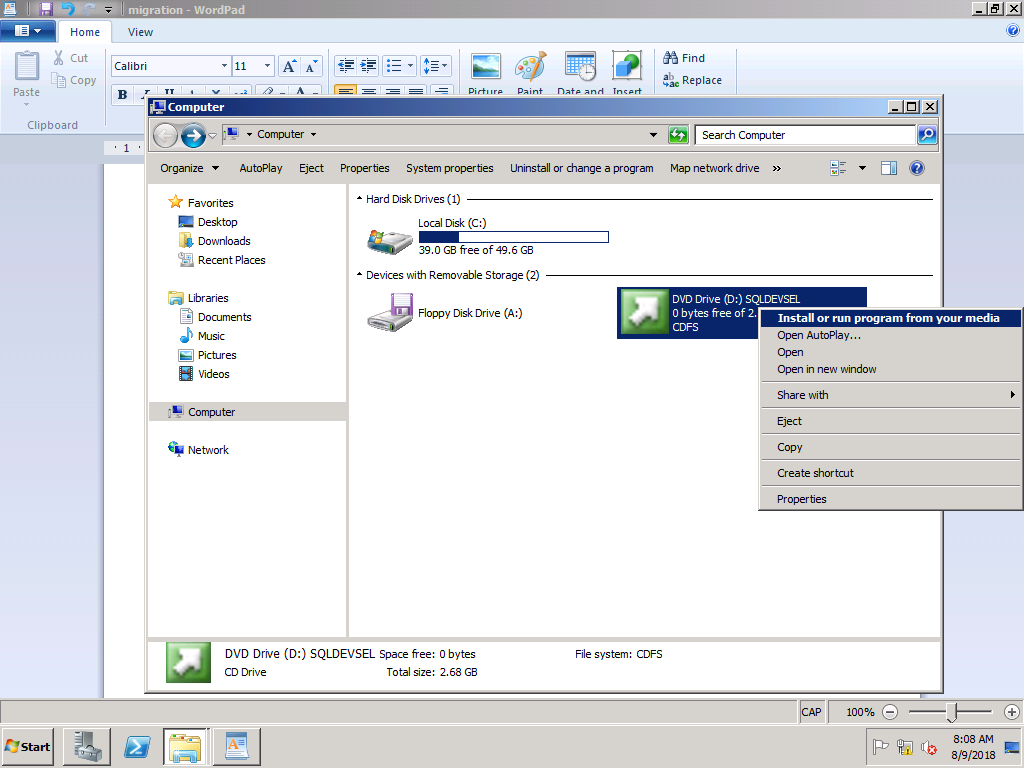 migration - WordPad
Home
View
Cut
Copy
Paste
Clipboard
Calibri
11
Find
Replace
Picture
Paint
Date and
Insert
Computer
Computer
Search Computer
Organize
AutoPlay
Eject
Properties
System properties
Uninstall or change a program
Map network drive
»
Favorites
Desktop
Downloads
Recent Places
Libraries
Documents
Music
Pictures
Videos
Computer
Network
Hard Disk Drives (1)
Local Disk (C:)
39.0 GB free of 49.6 GB
Devices with Removable Storage (2)
Floppy Disk Drive (A:)
DVD Drive (D:) SQLDEVSEL
0 bytes free of 2.
CDFS
Install or run program from your media
Open AutoPlay...
Open
Open in new window
Share with
Eject
Copy
Create shortcut
Properties
DVD Drive (D:) SQLDEVSEL Space free: 0 bytes File system: CDFS
CD Drive Total size: 2.68 GB
CAP
100%
Start
8:08 AM
8/9/2018